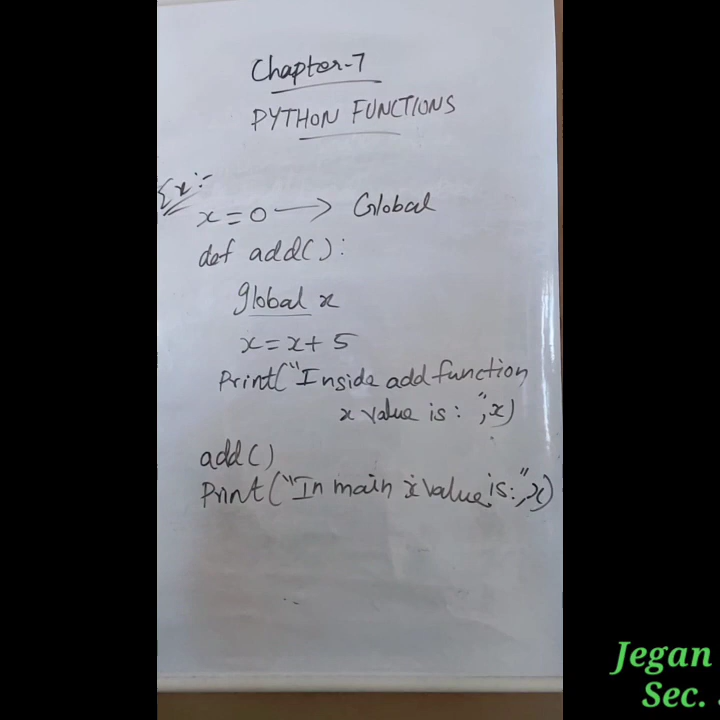 Chapter-7
PYTHON FUNCTIONS
Ex:-
x=0 → Global
def add():
global x
x=x+5
Print("Inside add function
x value is: ",x)
add()
Print("In main x value is:",x)
Jegan
Sec.